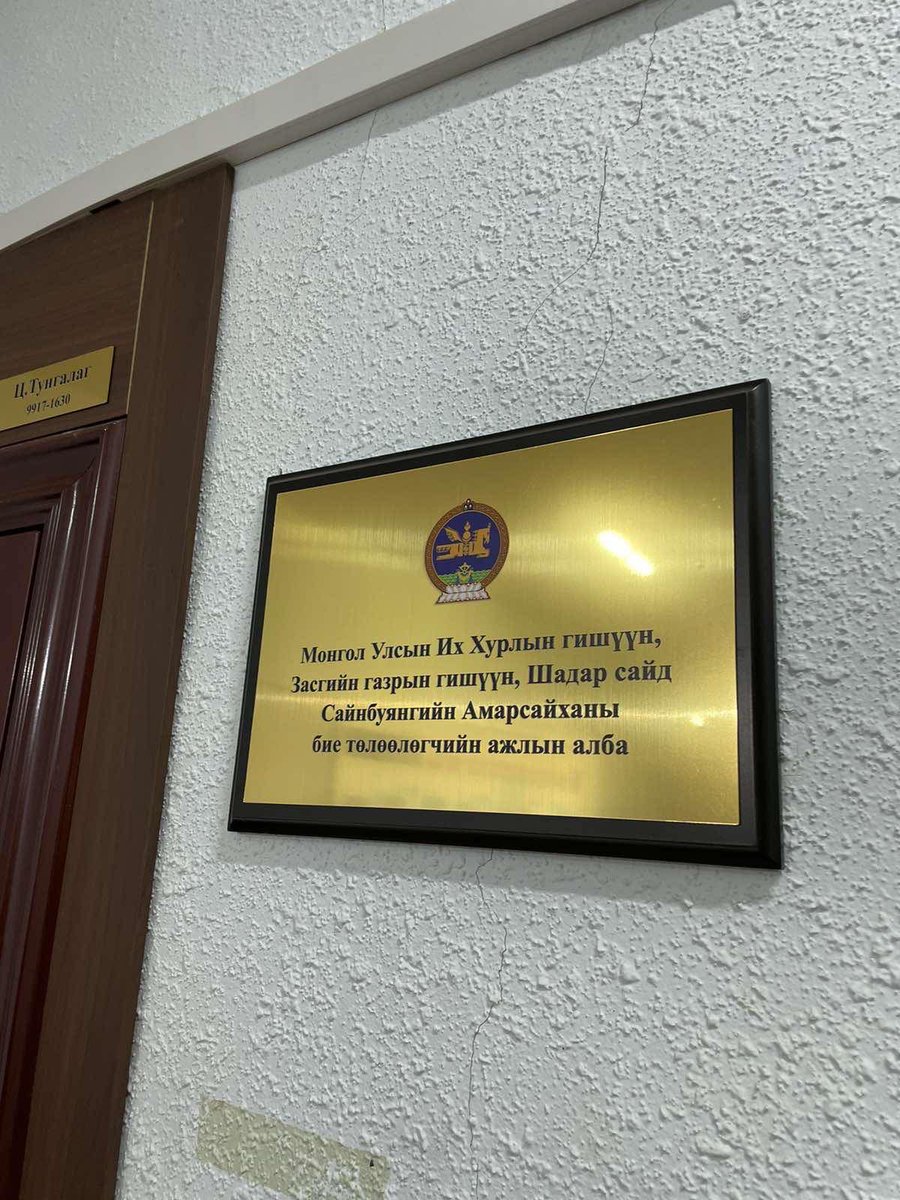 Ц.Тунгалаг
9917-1630
Монгол Улсын Их Хурлын гишүүн,
Засгийн газрын гишүүн, Шадар сайд
Сайнбуянгийн Амарсайханы
бие төлөөлөгчийн ажлын алба